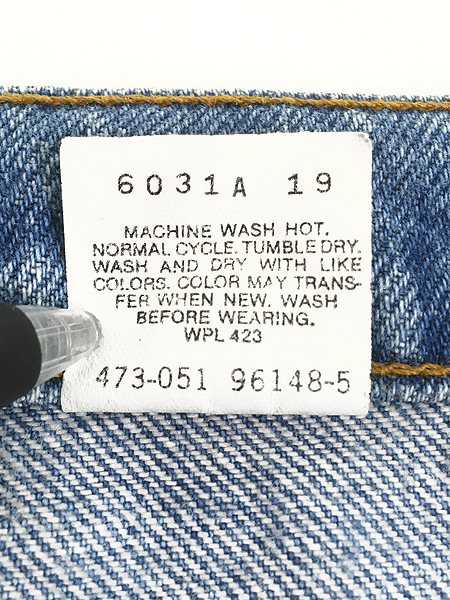 6031A 19
MACHINE WASH HOT.
NORMAL CYCLE. TUMBLE DRY.
WASH AND DRY WITH LIKE
COLORS. COLOR MAY TRANS-
FER WHEN NEW. WASH
BEFORE WEARING.
WPL 423
473-051 96148-5